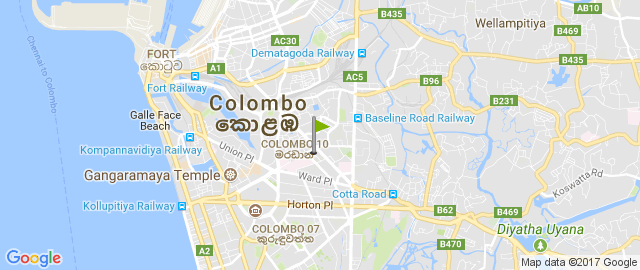 B435
AB10
Wellampitiya
AC30
B469
FORT
කොටුව
Dematagoda Railway
B435
A1
AC5
B96
Fort Railway
Chennai to Colombo
Colombo
B231
කොළඹ
Galle Face
Beach
Baseline Road Railway
COLOMBO 10
මරදාන
Kompannavidiya Railway
Union Pl
Gangaramaya Temple
Ward Pl
Koswatta Rd
Cotta Road
Kollupitiya Railway
Horton Pl
B62
B469
COLOMBO 07
කුරුඳුවත්ත
Diyatha Uyana
A2
B470
Google
Map data ©2017 Google